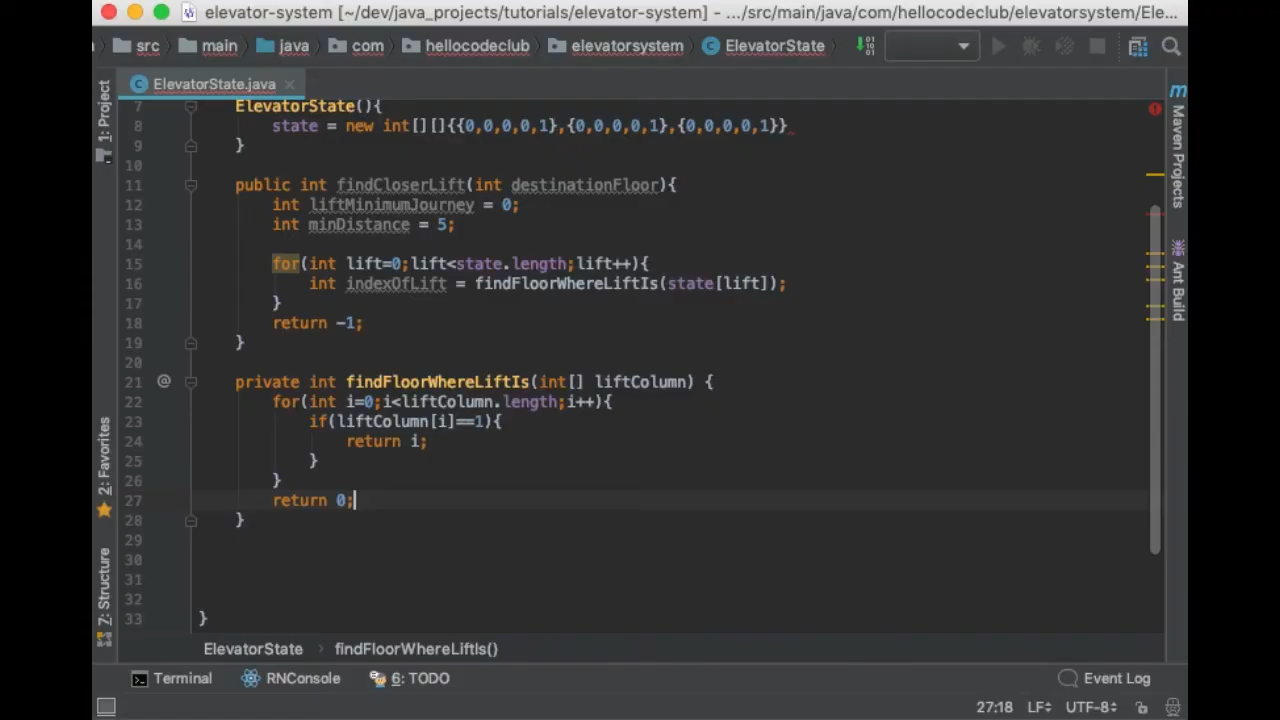 elevator-system [~/dev/java_projects/tutorials/elevator-system] - .../src/main/java/com/hellocodeclub/elevatorsystem/Ele...
src main java com hellocodeclub elevatorsystem ElevatorState
ElevatorState.java
1: Project
2: Favorites
7: Structure
7 ElevatorState(){
8 state = new int[][]{{0,0,0,0,1},{0,0,0,0,1},{0,0,0,0,1}}
9 }
10
11 public int findCloserLift(int destinationFloor){
12 int liftMinimumJourney = 0;
13 int minDistance = 5;
14
15 for(int lift=0;lift<state.length;lift++){
16 int indexOfLift = findFloorWhereLiftIs(state[lift]);
17 }
18 return -1;
19 }
20
21 @ private int findFloorWhereLiftIs(int[] liftColumn) {
22 for(int i=0;i<liftColumn.length;i++){
23 if(liftColumn[i]==1){
24 return i;
25 }
26 }
27 return 0;
28 }
29
30
31
32
33 }
Maven Projects
Ant Build
ElevatorState › findFloorWhereLiftIs()
Terminal RNConsole 6: TODO Event Log
27:18 LF UTF-8